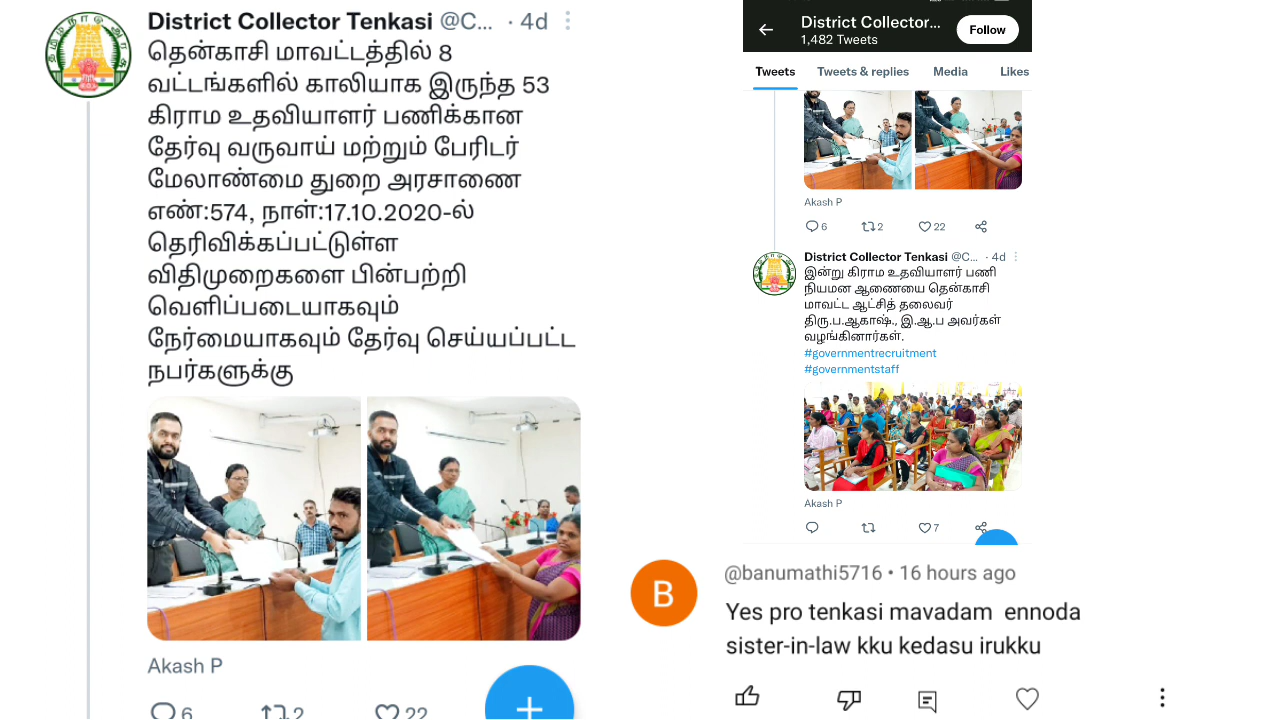 District Collector Tenkasi @C... · 4d
தென்காசி மாவட்டத்தில் 8
வட்டங்களில் காலியாக இருந்த 53
கிராம உதவியாளர் பணிக்கான
தேர்வு வருவாய் மற்றும் பேரிடர்
மேலாண்மை துறை அரசாணை
எண்:574, நாள்:17.10.2020-ல்
தெரிவிக்கப்பட்டுள்ள
விதிமுறைகளை பின்பற்றி
வெளிப்படையாகவும்
நேர்மையாகவும் தேர்வு செய்யப்பட்ட
நபர்களுக்கு
Akash P
6 2 22
District Collector...
1,482 Tweets
Follow
Tweets Tweets & replies Media Likes
Akash P
6 2 22
District Collector Tenkasi @C... · 4d
இன்று கிராம உதவியாளர் பணி
நியமன ஆணையை தென்காசி
மாவட்ட ஆட்சித் தலைவர்
திரு.ப.ஆகாஷ்., இ.ஆ.ப அவர்கள்
வழங்கினார்கள்.
#governmentrecruitment
#governmentstaff
Akash P
7
B
@banumathi5716 • 16 hours ago
Yes pro tenkasi mavadam ennoda
sister-in-law kku kedasu irukku